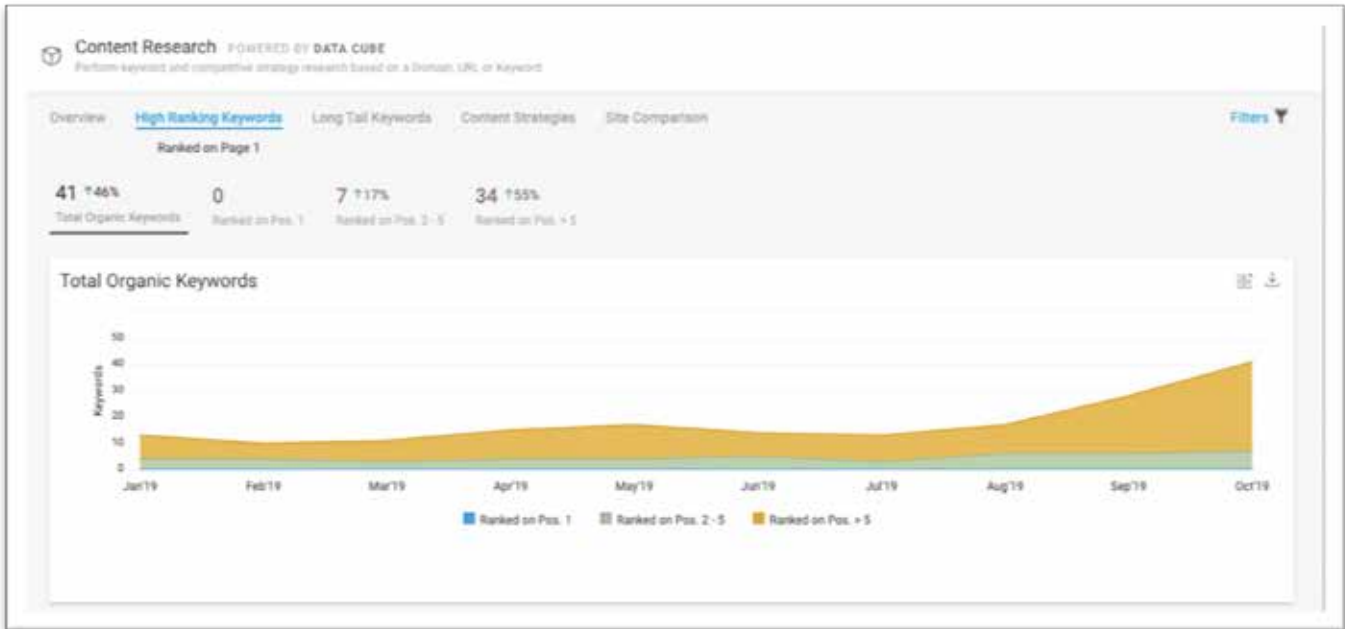 Content Research POWERED BY DATA CUBE
Perform keyword and competitive strategy research based on a Domain, URL or Keyword
Overview High Ranking Keywords Long Tail Keywords Content Strategies Site Comparison Filters
Ranked on Page 1
41 ↑46% 0 7 ↑17% 34 ↑55%
Total Organic Keywords Ranked on Pos. 1 Ranked on Pos. 2 - 5 Ranked on Pos. > 5
Total Organic Keywords
50
40
30
20
10
0
Keywords
Jan'19 Feb'19 Mar'19 Apr'19 May'19 Jun'19 Jul'19 Aug'19 Sep'19 Oct'19
Ranked on Pos. 1 Ranked on Pos. 2 - 5 Ranked on Pos. > 5